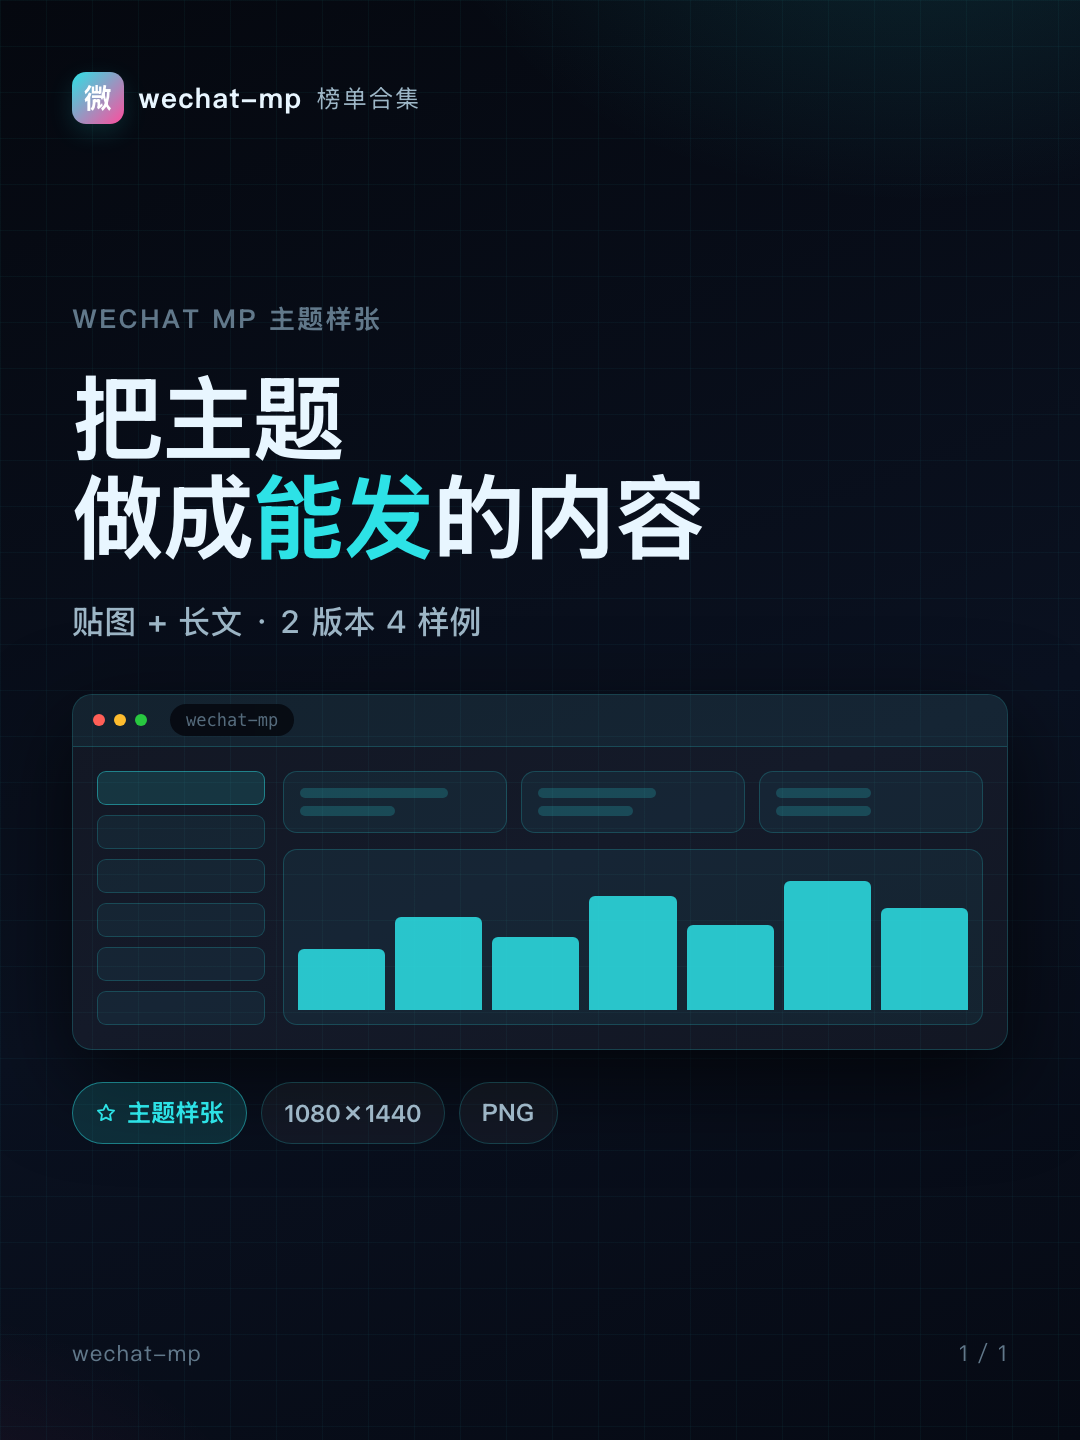 微 wechat-mp 榜单合集
WECHAT MP 主题样张
把主题
做成能发的内容
贴图 + 长文 · 2 版本 4 样例
wechat-mp
主题样张 1080×1440 PNG
wechat-mp 1 / 1